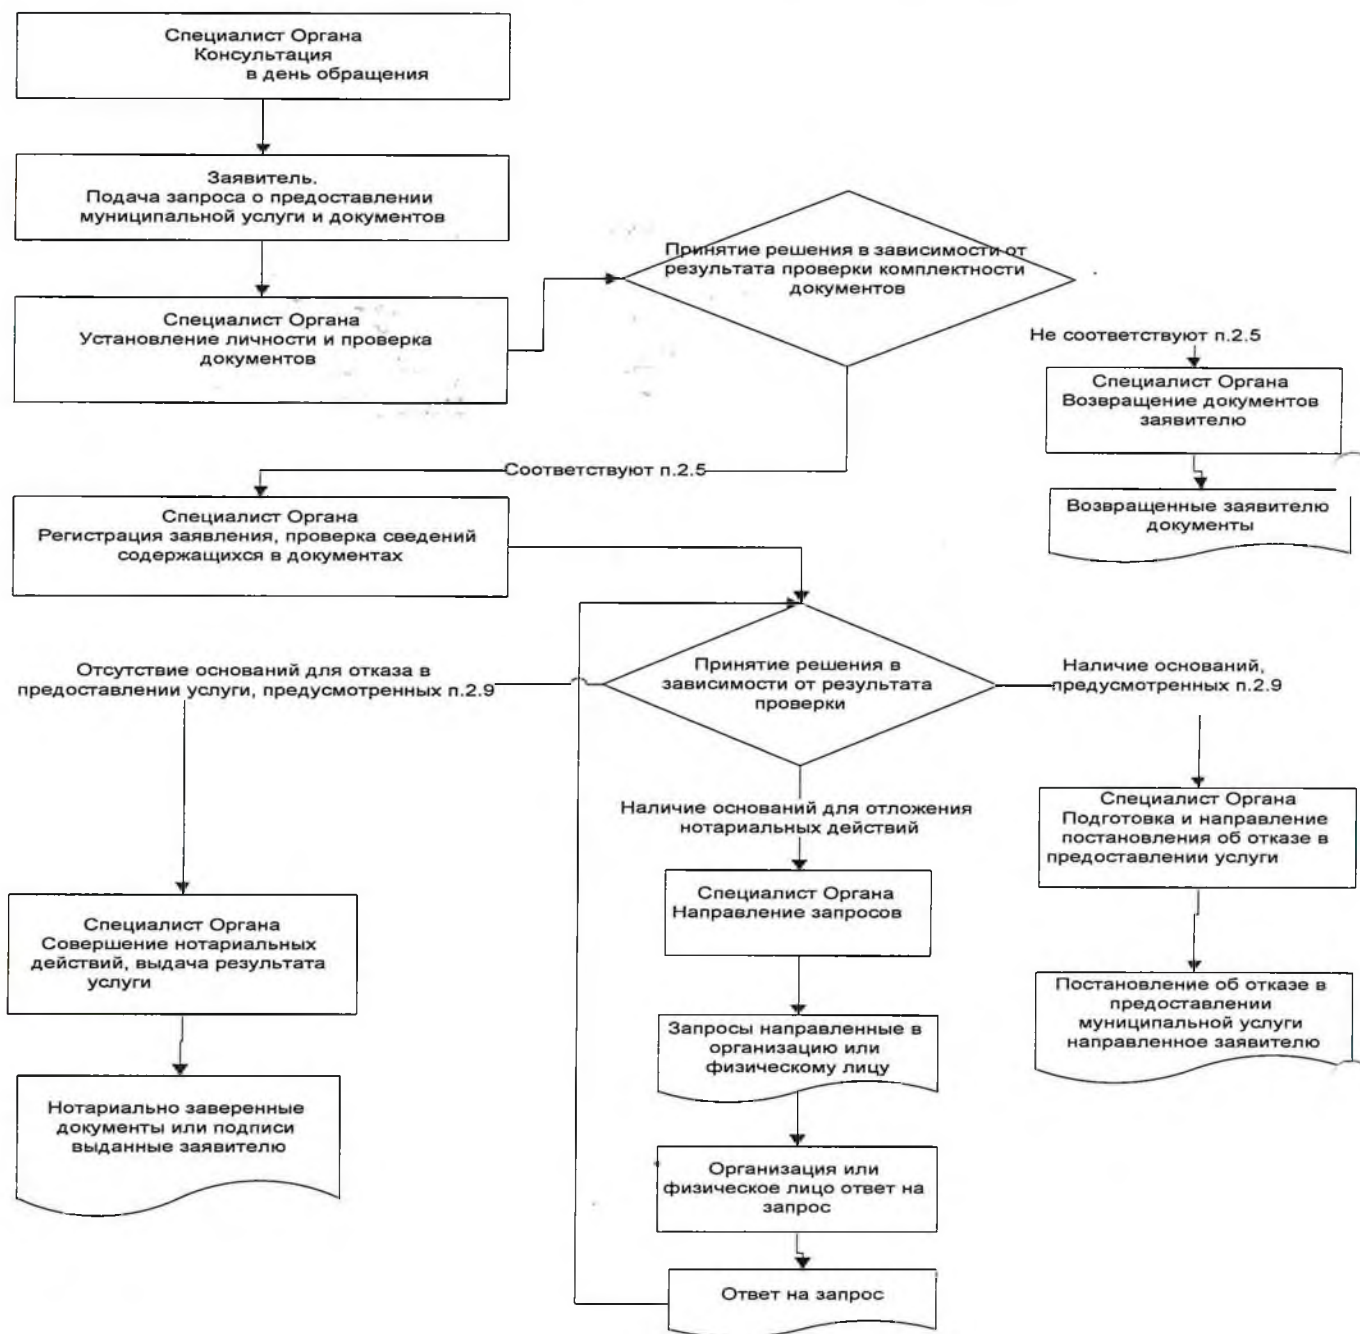 Специалист Органа
Консультация
в день обращения
Заявитель.
Подача запроса о предоставлении
муниципальной услуги и документов
Принятие решения в зависимости от
результата проверки комплектности
документов
Специалист Органа
Установление личности и проверка
документов
Не соответствуют п.2.5
Специалист Органа
Возвращение документов
заявителю
Соответствуют п.2.5
Возвращенные заявителю
документы
Специалист Органа
Регистрация заявления, проверка сведений
содержащихся в документах
Отсутствие оснований для отказа в
предоставлении услуги, предусмотренных п.2.9
Принятие решения в
зависимости от результата
проверки
Наличие оснований,
предусмотренных п.2.9
Наличие оснований для отложения
нотариальных действий
Специалист Органа
Подготовка и направление
постановления об отказе в
предоставлении услуги
Специалист Органа
Направление запросов
Специалист Органа
Совершение нотариальных
действий, выдача результата
услуги
Постановление об отказе в
предоставлении
муниципальной услуги
направленное заявителю
Запросы направленные в
организацию или
физическому лицу
Нотариально заверенные
документы или подписи
выданные заявителю
Организация или
физическое лицо ответ на
запрос
Ответ на запрос